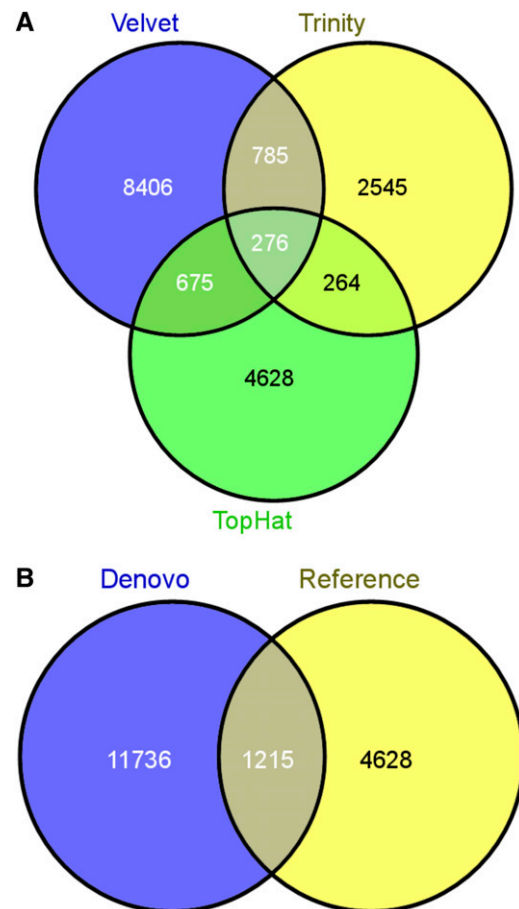 A
Velvet Trinity
785
8406 2545
276
675 264
4628
TopHat
B
Denovo Reference
11736 1215 4628